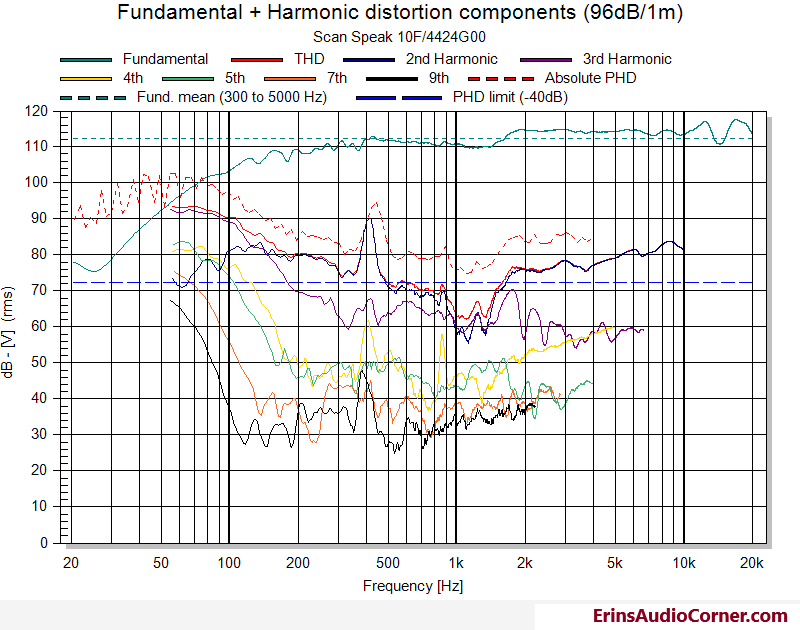 Fundamental + Harmonic distortion components (96dB/1m)
Scan Speak 10F/4424G00
Fundamental THD 2nd Harmonic 3rd Harmonic
4th 5th 7th 9th Absolute PHD
Fund. mean (300 to 5000 Hz) PHD limit (-40dB)
120
110
100
90
80
70
60
50
40
30
20
10
0
dB - [V] (rms)
20 50 100 200 500 1k 2k 5k 10k 20k
Frequency [Hz]
ErinsAudioCorner.com